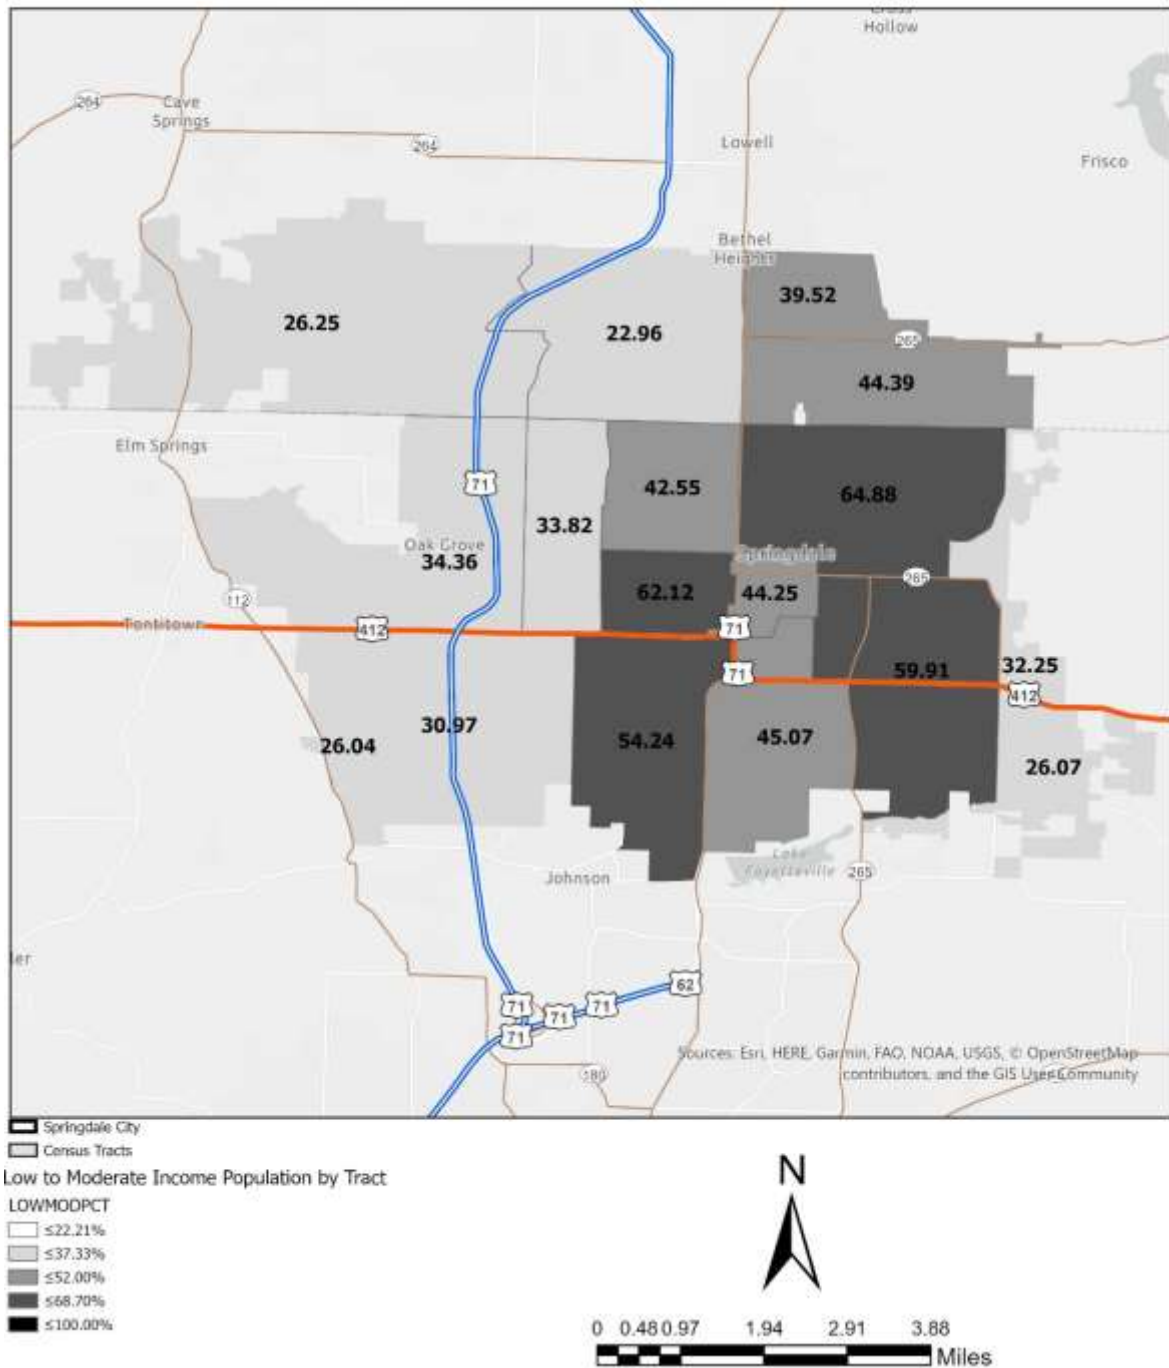 Cross
Hollow
264
Cave
Springs
264
Lowell
Frisco
Bethel
Heights
39.52
26.25
22.96
265
44.39
Elm Springs
71
42.55
64.88
33.82
Oak Grove
34.36
Springdale
265
62.12
44.25
112
Tontitown
412
71
71
59.91
32.25
412
30.97
26.04
54.24
45.07
26.07
Lake
Fayetteville
265
Johnson
ler
62
71
71
71
71
180
Sources: Esri, HERE, Garmin, FAO, NOAA, USGS, © OpenStreetMap
contributors, and the GIS User Community
Springdale City
Census Tracts
Low to Moderate Income Population by Tract
LOWMODPCT
≤22.21%
≤37.33%
≤52.00%
≤68.70%
≤100.00%
N
0 0.48 0.97 1.94 2.91 3.88
Miles